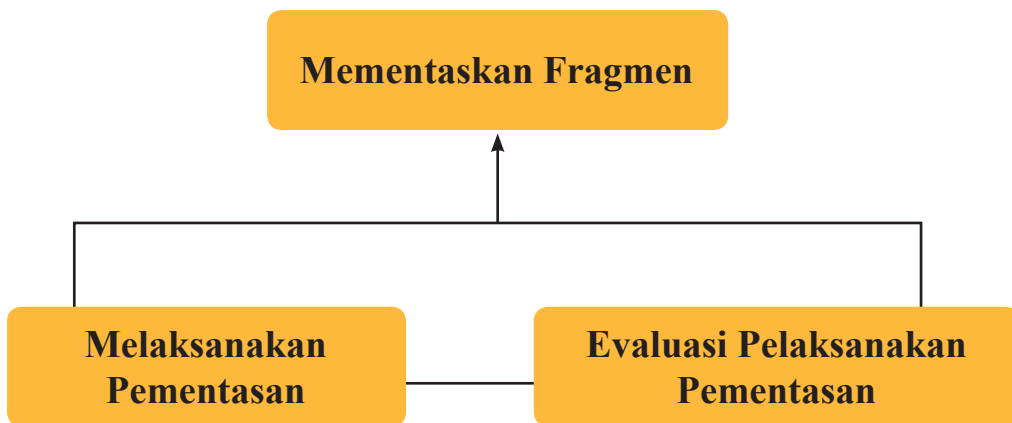 Mementaskan Fragmen
Melaksanakan
Pementasan
Evaluasi Pelaksanakan
Pementasan